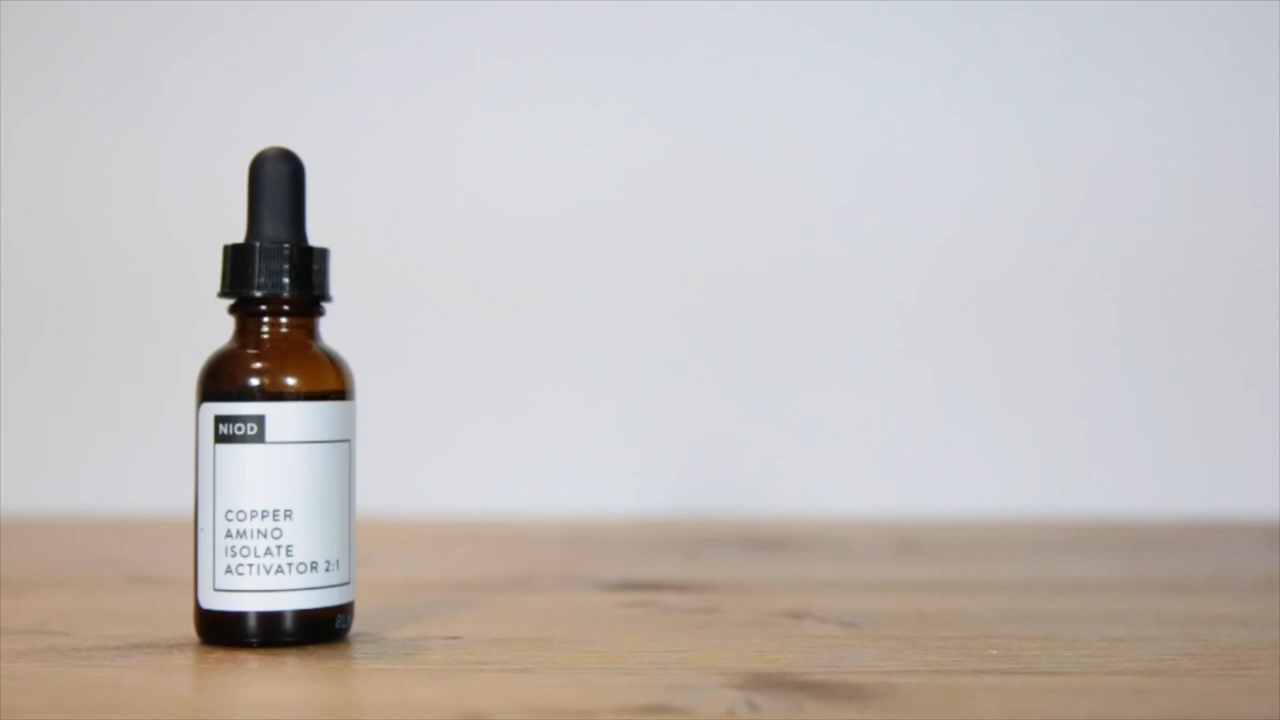 NIOD
COPPER
AMINO
ISOLATE
ACTIVATOR 2:1